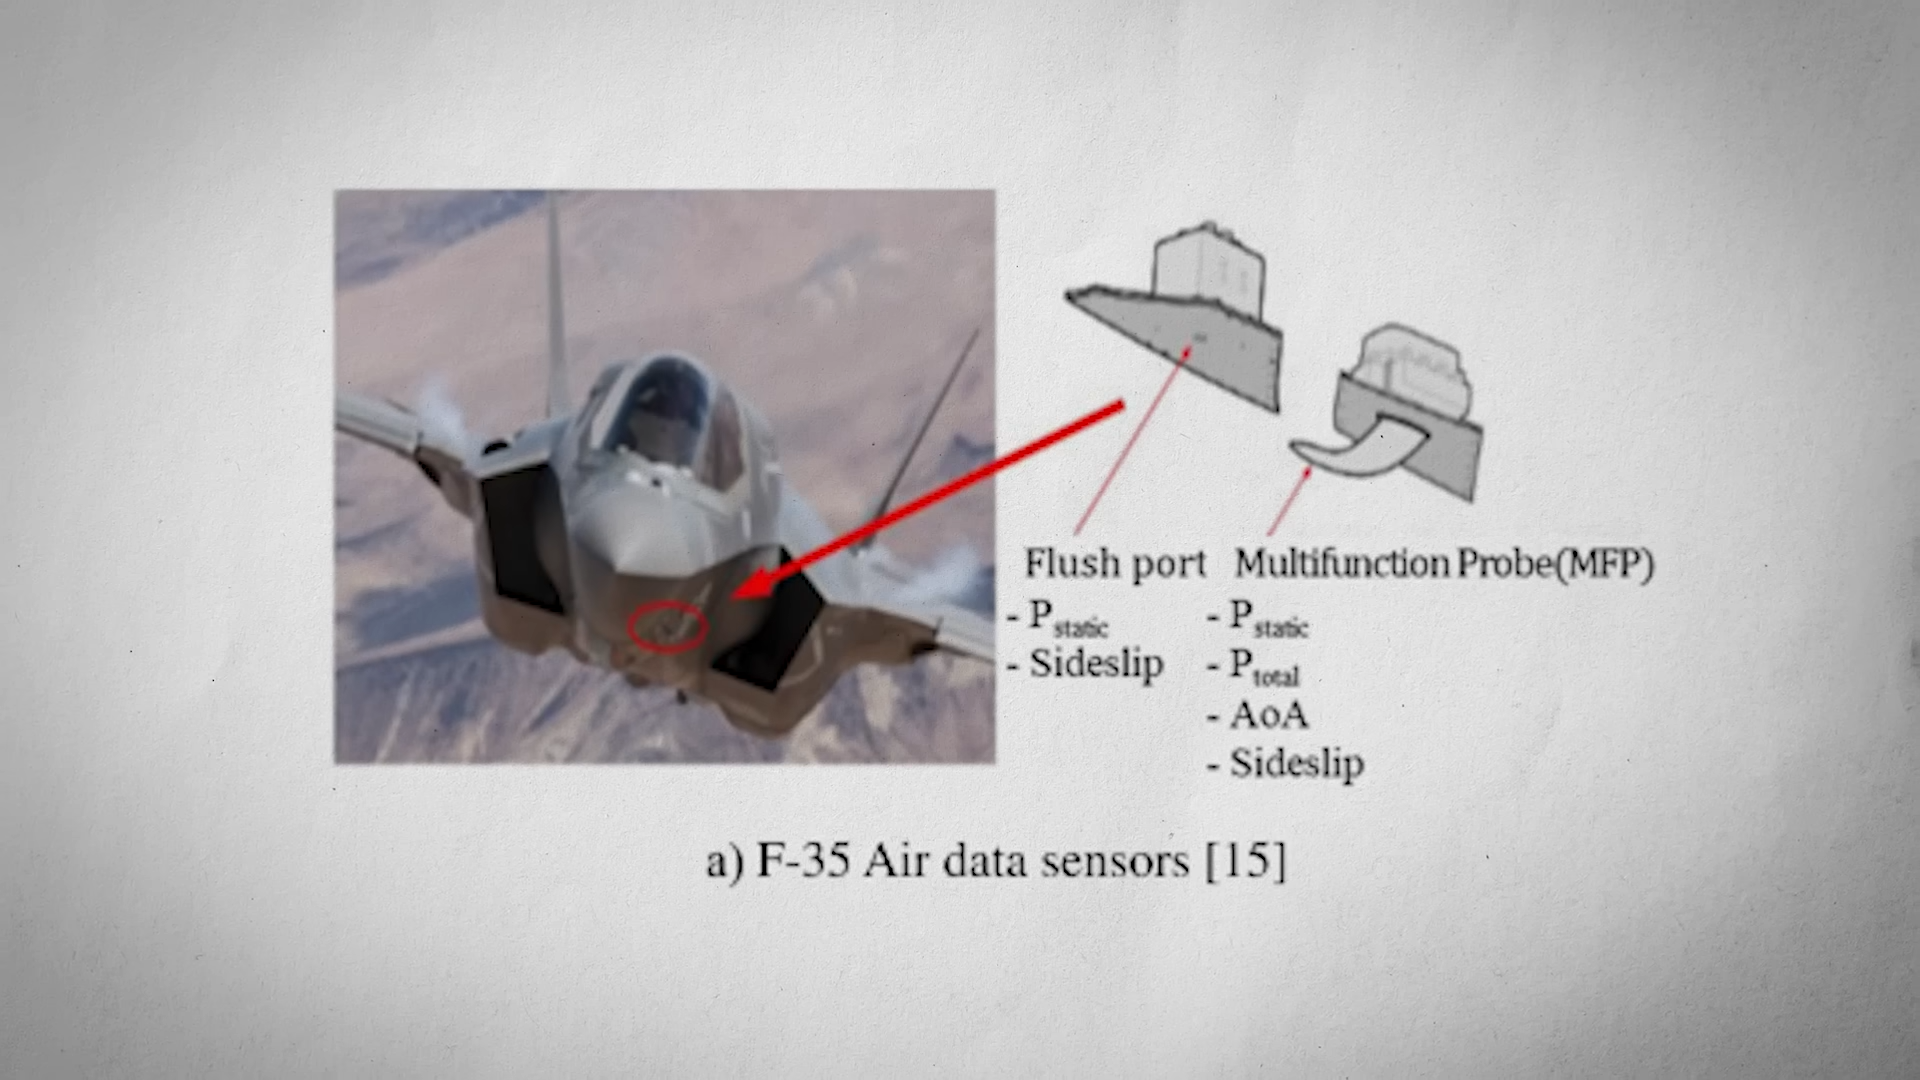 Flush port
- Pstatic
- Sideslip
Multifunction Probe(MFP)
- Pstatic
- Ptotal
- AoA
- Sideslip
a) F-35 Air data sensors [15]